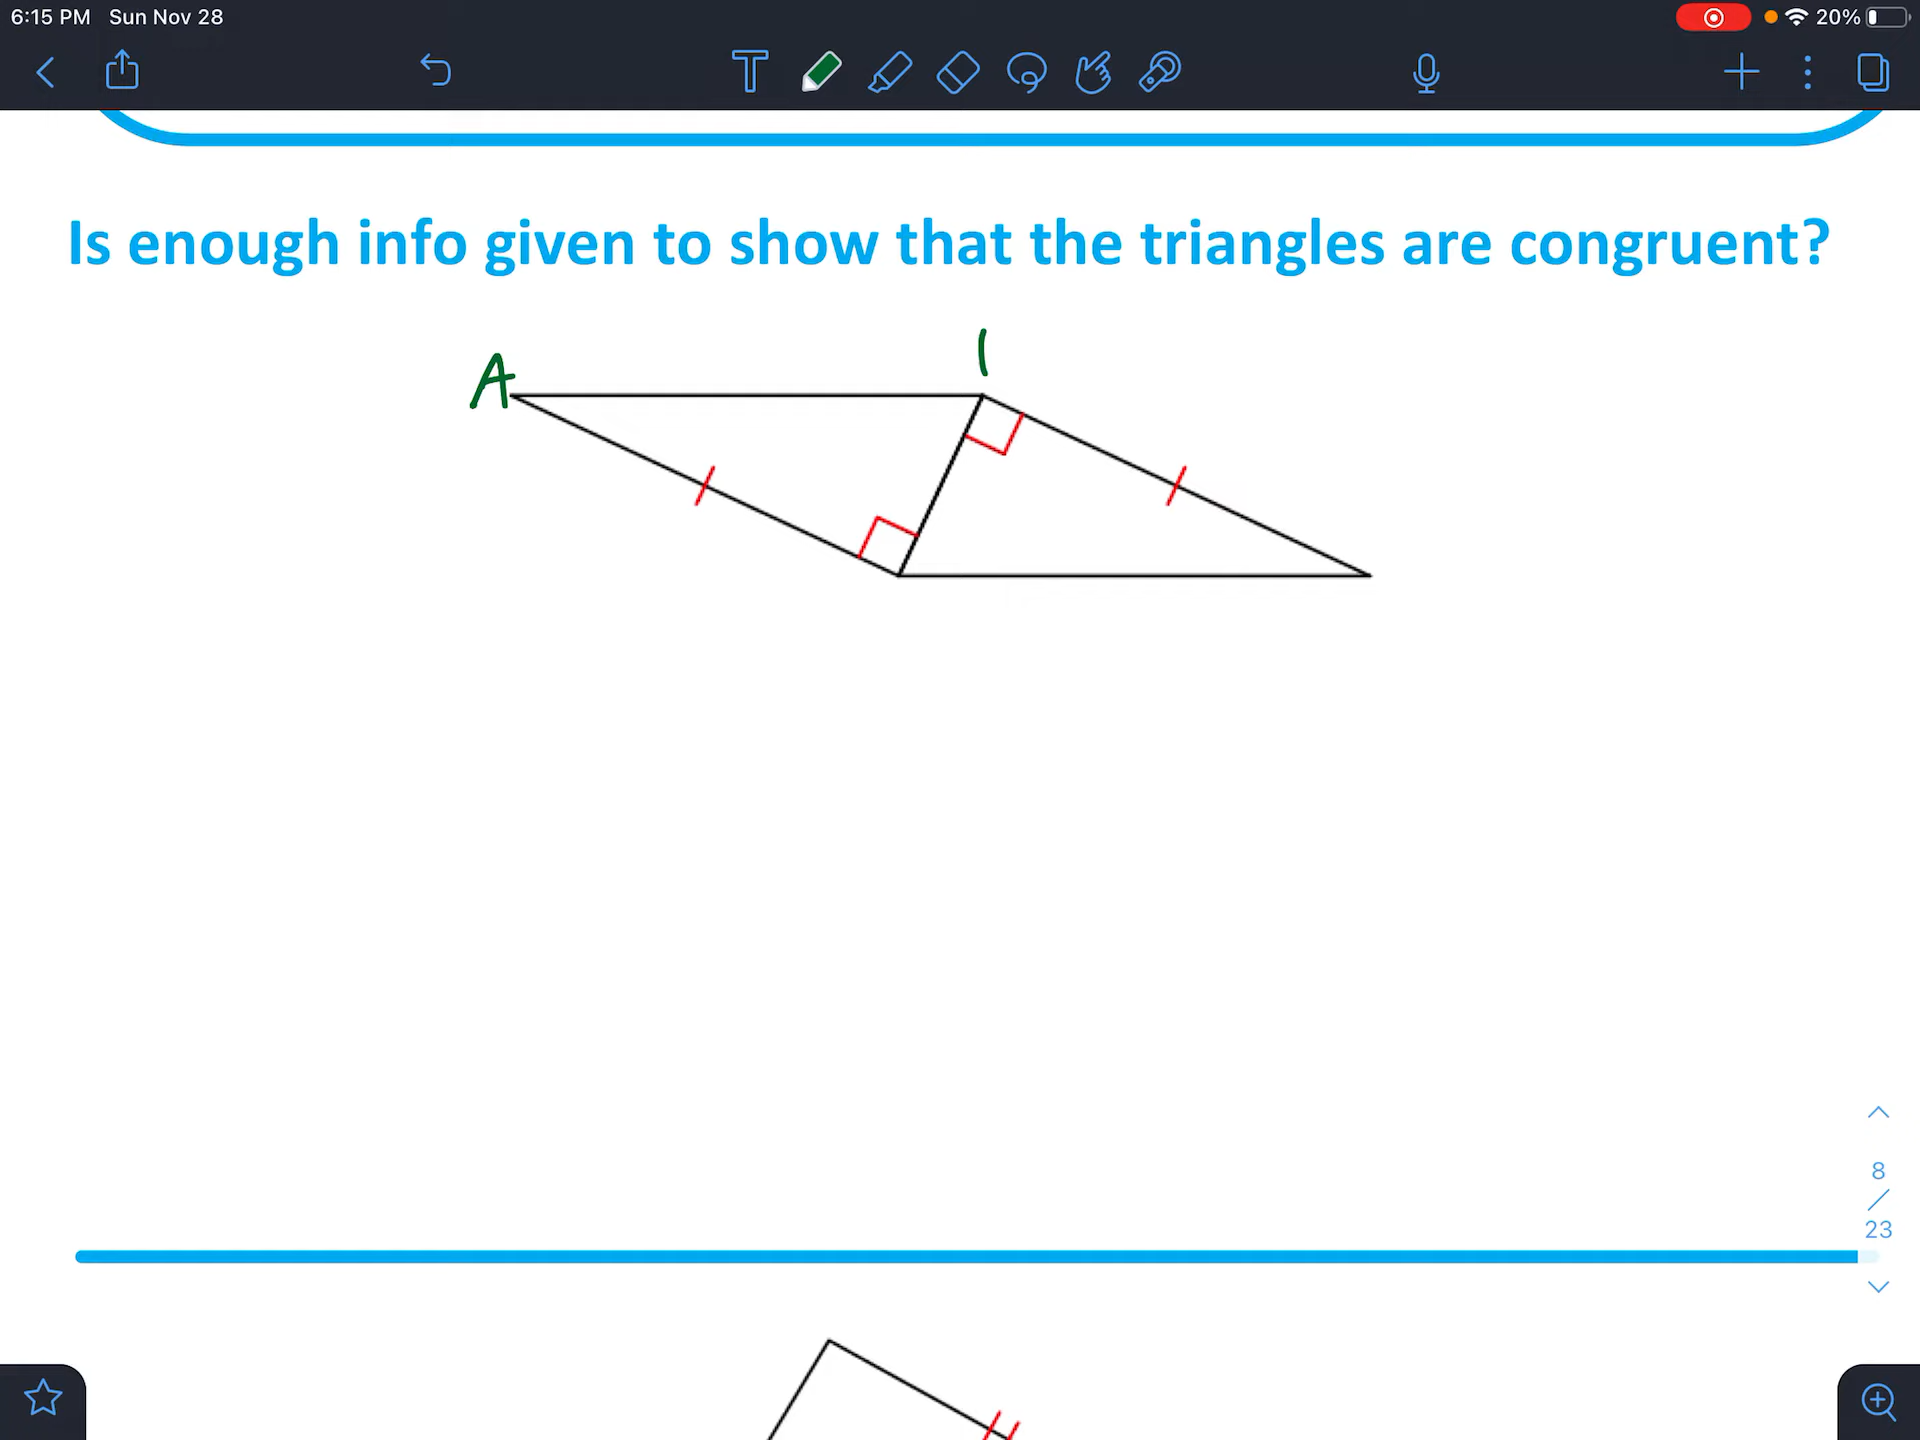 6:15 PM Sun Nov 28
20%
T
Is enough info given to show that the triangles are congruent?
A
8
/
23